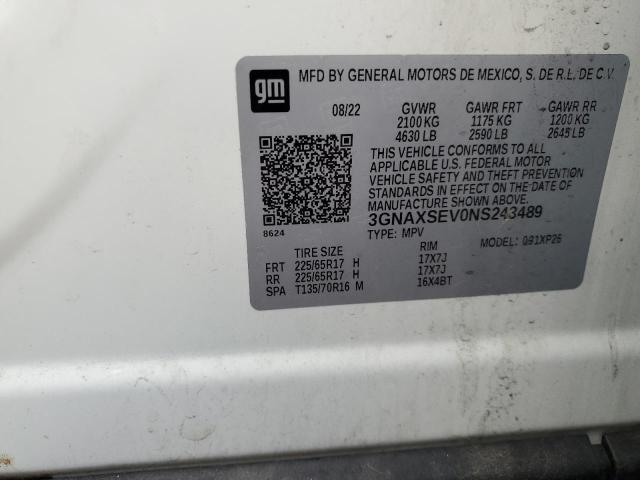 gm
MFD BY GENERAL MOTORS DE MEXICO, S. DE R.L. DE C.V.
08/22 GVWR GAWR FRT GAWR RR
2100 KG 1175 KG 1200 KG
4630 LB 2590 LB 2645 LB
THIS VEHICLE CONFORMS TO ALL
APPLICABLE U.S. FEDERAL MOTOR
VEHICLE SAFETY, BUMPER, AND THEFT PREVENTION
STANDARDS IN EFFECT ON THE DATE OF
MANUFACTURE SHOWN ABOVE.
3GNAXSEV0NS243489
8624 TYPE: MPV MODEL:
TIRE SIZE RIM
FRT 225/65R17 H 17X7J
RR 225/65R17 H 17X7J
SPA T135/70R16 M 16X4BT